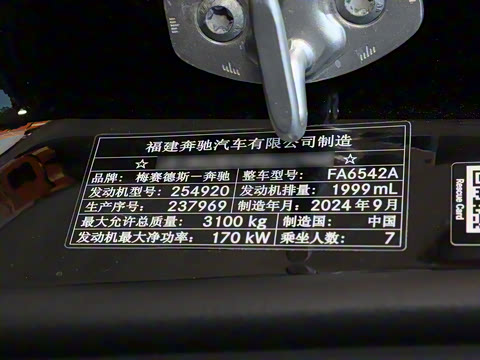 福建奔驰汽车有限公司制造
☆ ☆
品牌：梅赛德斯－奔驰 整车型号：FA6542A
发动机型号：254920 发动机排量：1999mL
生产序号：237969 制造年月：2024年9月
最大允许总质量：3100kg 制造国：中国
发动机最大净功率：170kW 乘坐人数：7
Rescue Card